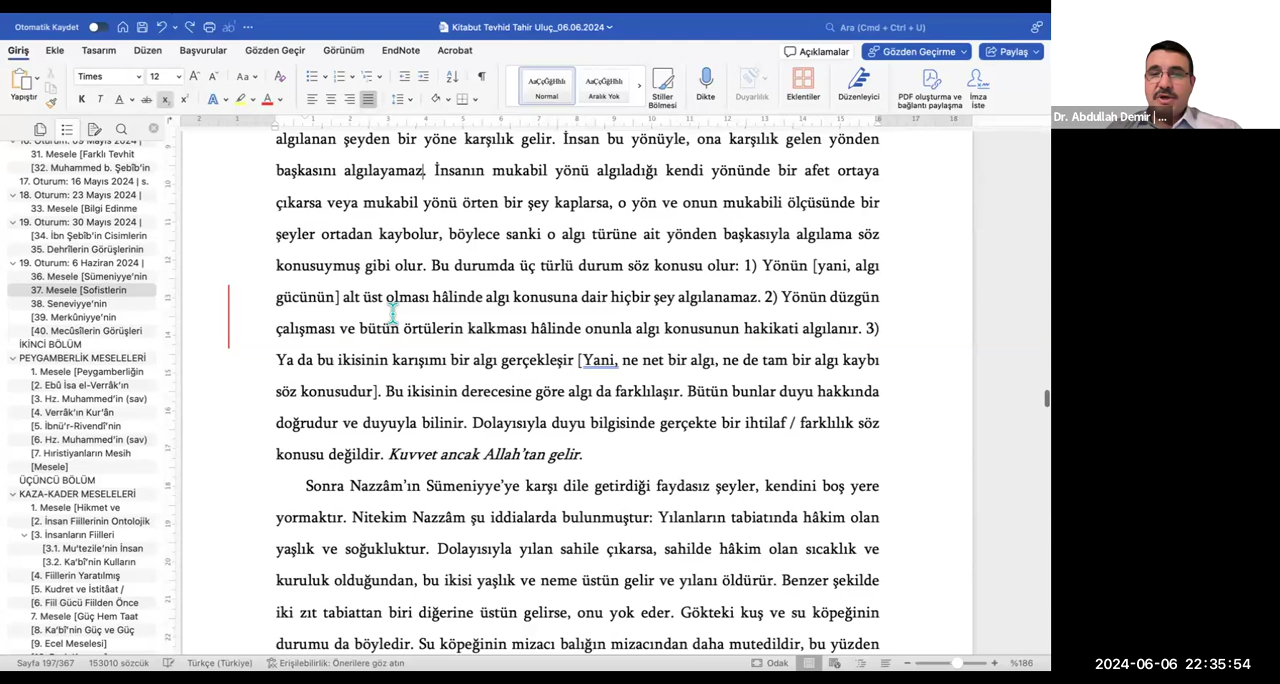 Otomatik Kaydet
Kitabut Tevhid Tahir Uluç_06.06.2024
Ara (Cmd + Ctrl + U)
Giriş Ekle Tasarım Düzen Başvurular Gözden Geçir Görünüm EndNote Acrobat
Açıklamalar Gözden Geçirme Paylaş
Yapıştır
Times 12
AaÇçĞğHhIi AaÇçĞğHhIi
Normal Aralık Yok
Stiller Bölmesi
Dikte
Duyarlılık
Eklentiler
Düzenleyici
PDF oluşturma ve bağlantı paylaşma
İmza İste
Dr. Abdullah Demir | ...
10. Oturum: 09 Mayıs 2024 |
31. Mesele [Farklı Tevhit
[32. Muhammed b. Şebîb'in
17. Oturum: 16 Mayıs 2024 | s.
18. Oturum: 23 Mayıs 2024 |
33. Mesele [Bilgi Edinme
19. Oturum: 30 Mayıs 2024 |
[34. İbn Şebîb'in Cisimlerin
35. Dehrîlerin Görüşlerinin
19. Oturum: 6 Haziran 2024 |
36. Mesele [Sümeniyye'nin
37. Mesele [Sofistlerin
38. Seneviyye'nin
[39. Merkûniyye'nin
[40. Mecûsîlerin Görüşleri
İKİNCİ BÖLÜM
PEYGAMBERLİK MESELELERİ
1. Mesele [Peygamberliğin
[2. Ebû İsa el-Verrâk'ın
[3. Hz. Muhammed'in (sav)
[4. Verrâk'ın Kur'ân
[5. İbnü'r-Rivendî'nin
[6. Hz. Muhammed'in (sav)
[7. Hıristiyanların Mesih
[Mesele]
ÜÇÜNCÜ BÖLÜM
KAZA-KADER MESELELERİ
1. Mesele [Hikmet ve
[2. İnsan Fiillerinin Ontolojik
[3. İnsanların Fiilleri
[3.1. Mu'tezile'nin İnsan
[3.2. Ka'bî'nin Kulların
[4. Fiillerin Yaratılmış
[5. Kudret ve İstitâat /
[6. Fiil Gücü Fiilden Önce
7. Mesele [Güç Hem Taat
[8. Ka'bî'nin Güç ve Güç
[9. Ecel Meselesi]
algılanan şeyden bir yöne karşılık gelir. İnsan bu yönüyle, ona karşılık gelen yönden
başkasını algılayamaz. İnsanın mukabil yönü algıladığı kendi yönünde bir afet ortaya
çıkarsa veya mukabil yönü örten bir şey kaplarsa, o yön ve onun mukabili ölçüsünde bir
şeyler ortadan kaybolur, böylece sanki o algı türüne ait yönden başkasıyla algılama söz
konusuymuş gibi olur. Bu durumda üç türlü durum söz konusu olur: 1) Yönün [yani, algı
gücünün] alt üst olması hâlinde algı konusuna dair hiçbir şey algılanamaz. 2) Yönün düzgün
çalışması ve bütün örtülerin kalkması hâlinde onunla algı konusunun hakikati algılanır. 3)
Ya da bu ikisinin karışımı bir algı gerçekleşir [Yani, ne net bir algı, ne de tam bir algı kaybı
söz konusudur]. Bu ikisinin derecesine göre algı da farklılaşır. Bütün bunlar duyu hakkında
doğrudur ve duyuyla bilinir. Dolayısıyla duyu bilgisinde gerçekte bir ihtilaf / farklılık söz
konusu değildir. Kuvvet ancak Allah'tan gelir.
Sonra Nazzâm'ın Sümeniyye'ye karşı dile getirdiği faydasız şeyler, kendini boş yere
yormaktır. Nitekim Nazzâm şu iddialarda bulunmuştur: Yılanların tabiatında hâkim olan
yaşlık ve soğukluktur. Dolayısıyla yılan sahile çıkarsa, sahilde hâkim olan sıcaklık ve
kuruluk olduğundan, bu ikisi yaşlık ve neme üstün gelir ve yılanı öldürür. Benzer şekilde
iki zıt tabiattan biri diğerine üstün gelirse, onu yok eder. Gökteki kuş ve su köpeğinin
durumu da böyledir. Su köpeğinin mizacı balığın mizacından daha mutedildir, bu yüzden
Sayfa 197/367 153010 sözcük Türkçe (Türkiye) Erişilebilirlik: Önerilere göz atın Odak %186
2024-06-06 22:35:54